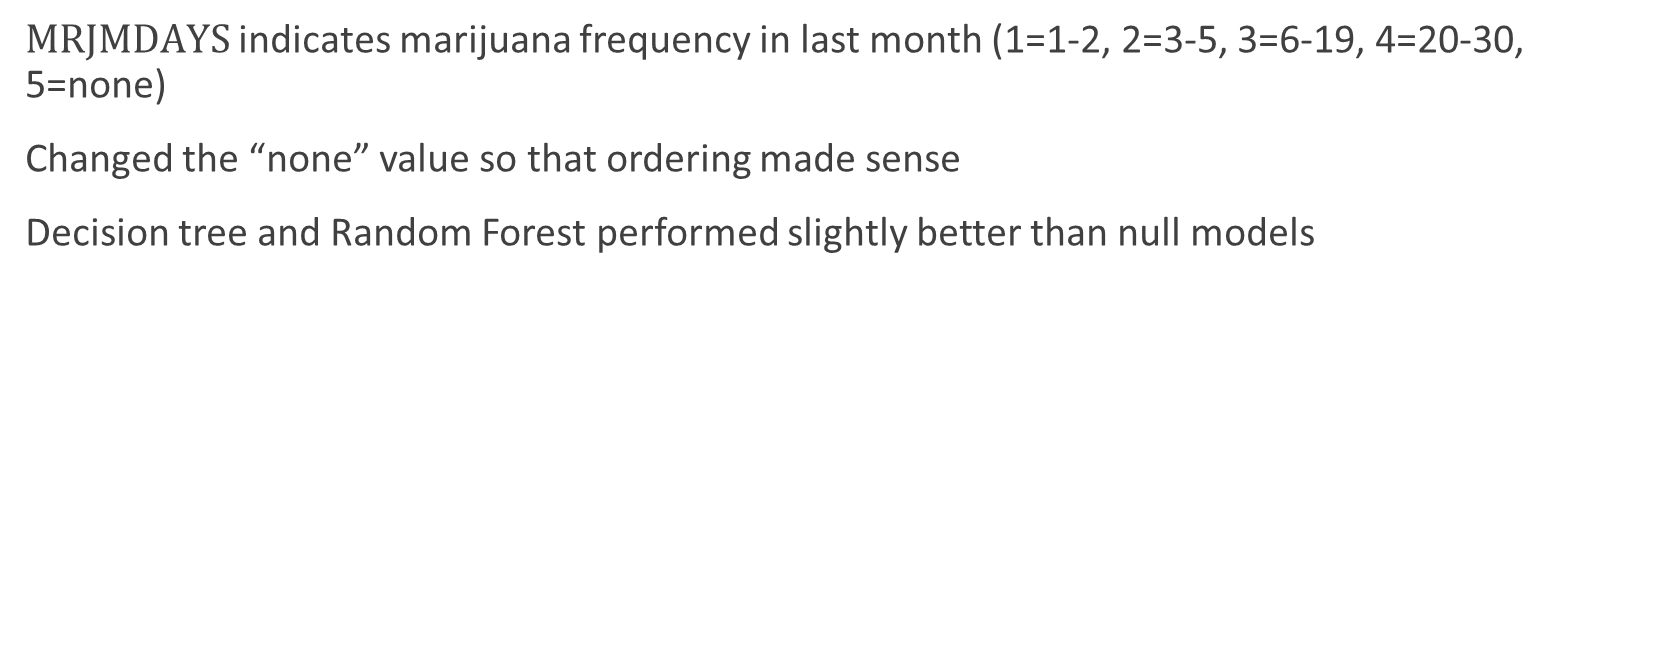 MRJMDAYS indicates marijuana frequency in last month (1=1-2, 2=3-5, 3=6-19, 4=20-30,
5=none)
Changed the “none” value so that ordering made sense
Decision tree and Random Forest performed slightly better than null models